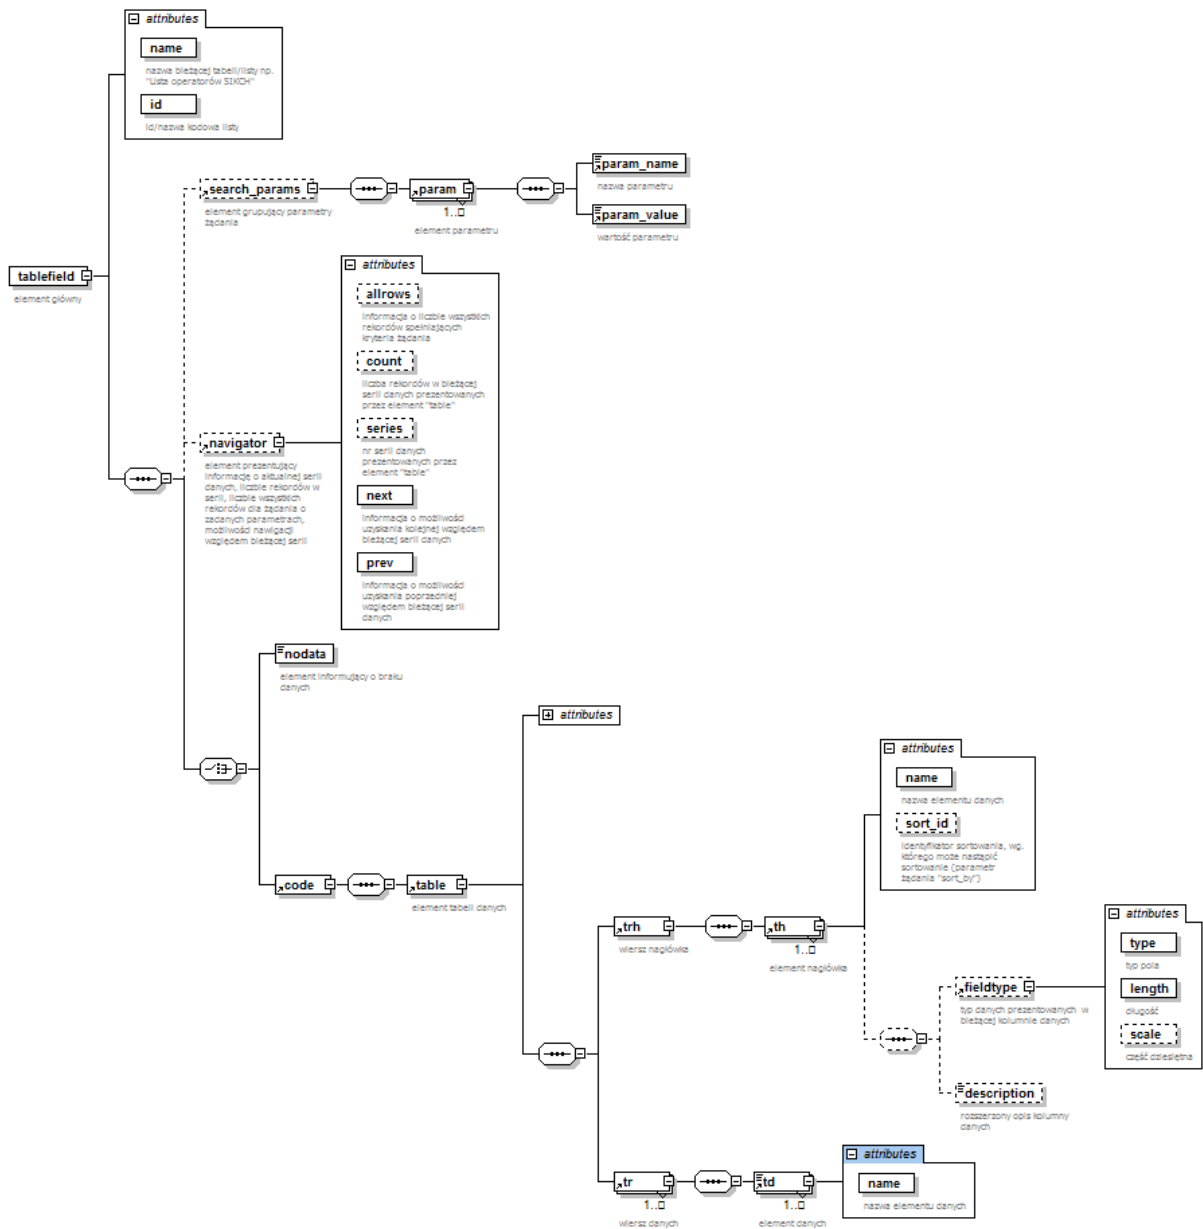 attributes
name
nazwa bieżącej tabeli/listy np.
"Lista operatorów SIKCH"
id
id/nazwa kodowa listy
search_params
element grupujący parametry
żądania
param
1..□
element parametru
param_name
nazwa parametru
param_value
wartość parametru
tablefield
element główny
attributes
allrows
informacja o liczbie wszystkich
rekordów spełniających
kryteria żądania
count
liczba rekordów w bieżącej
serii danych prezentowanych
przez element "table"
series
nr serii danych
prezentowanych przez
element "table"
next
informacja o możliwości
uzyskania kolejnej względem
bieżącej serii danych
prev
informacja o możliwości
uzyskania poprzedniej
względem bieżącej serii
danych
navigator
element prezentujący
informację o aktualnej serii
danych, liczbie rekordów w
serii, liczbie wszystkich
rekordów dla żądania o
zadanych parametrach,
możliwości nawigacji
względem bieżącej serii
nodata
element informujący o braku
danych
attributes
code
table
element tabeli danych
trh
wiersz nagłówka
th
1..□
element nagłówka
attributes
name
nazwa elementu danych
sort_id
identyfikator sortowania, wg.
którego może nastąpić
sortowanie (parametr
żądania "sort_by")
fieldtype
typ danych prezentowanych w
bieżącej kolumnie danych
attributes
type
typ pola
length
długość
scale
część dziesiętna
description
rozszerzony opis kolumny
danych
tr
1..□
wiersz danych
td
1..□
element danych
attributes
name
nazwa elementu danych